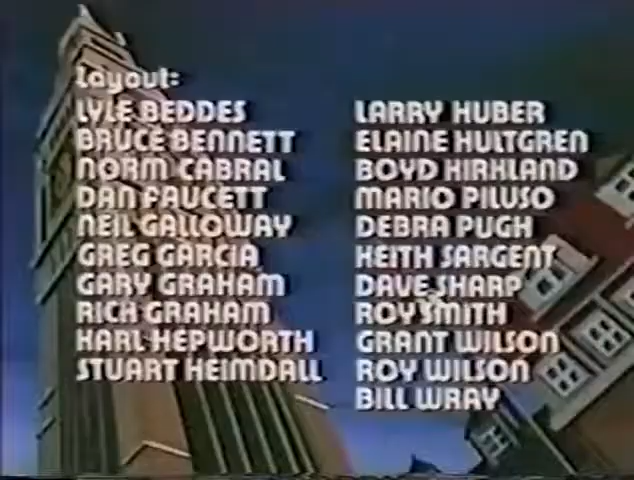 Layout:
LYLE BEDDES
BRUCE BENNETT
NORM CABRAL
DAN FAUCETT
NEIL GALLOWAY
GREG GARCIA
GARY GRAHAM
RICH GRAHAM
KARL HEPWORTH
STUART HEIMDALL
LARRY HUBER
ELAINE HULTGREN
BOYD KIRKLAND
MARIO PILUSO
DEBRA PUGH
KEITH SARGENT
DAVE SHARP
ROY SMITH
GRANT WILSON
ROY WILSON
BILL WRAY